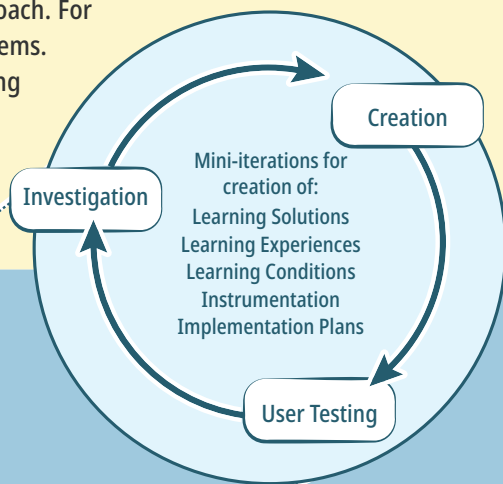 oach. For
ems.
ng
Creation
Mini-iterations for
creation of:
Investigation
Learning Solutions
Learning Experiences
Learning Conditions
Instrumentation
Implementation Plans
User Testing